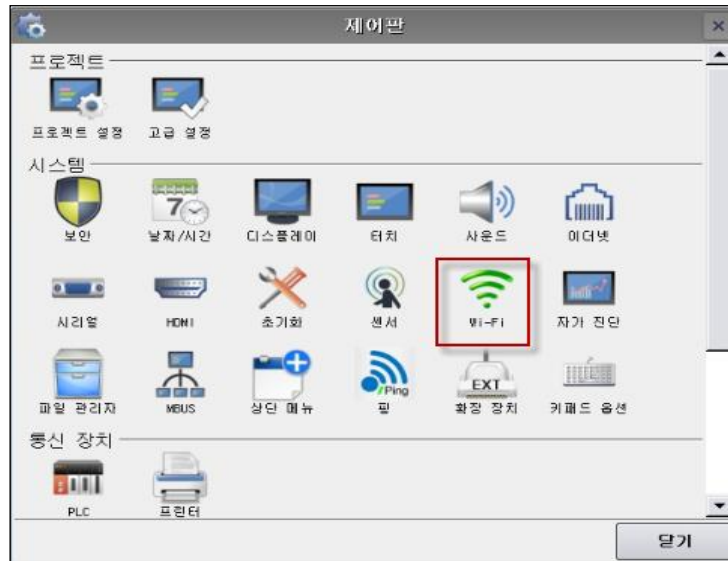 제어판
프로젝트
프로젝트 설정 고급 설정
시스템
7
보안 날짜/시간 디스플레이 터치 사운드 이더넷
시리얼 HDMI 초기화 센서 Wi-Fi 자가 진단
Ping EXT
파일 관리자 MBUS 상단 메뉴 핑 확장 장치 키패드 옵션
통신 장치
PLC 프린터
닫기